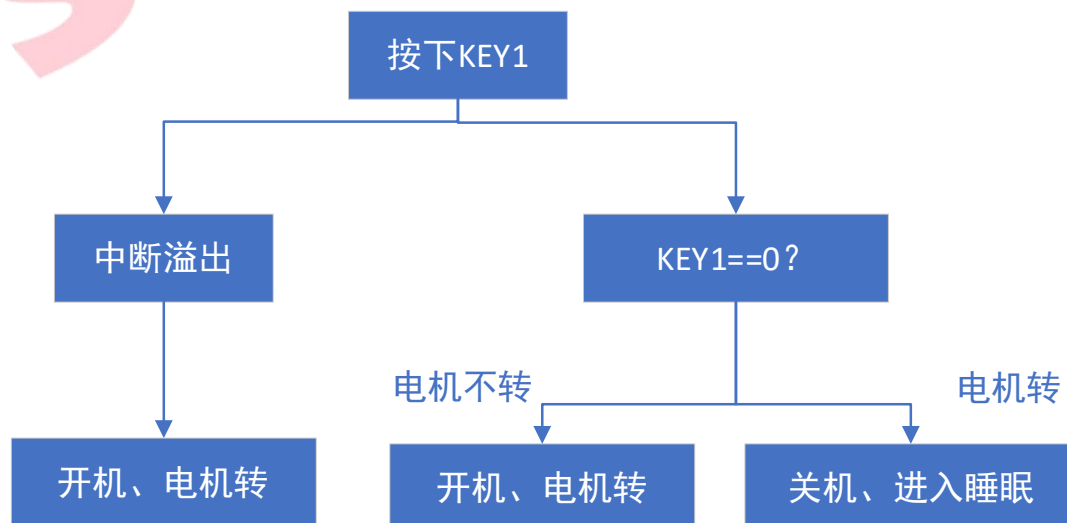 按下KEY1
中断溢出
KEY1==0？
电机不转
电机转
开机、电机转
开机、电机转
关机、进入睡眠